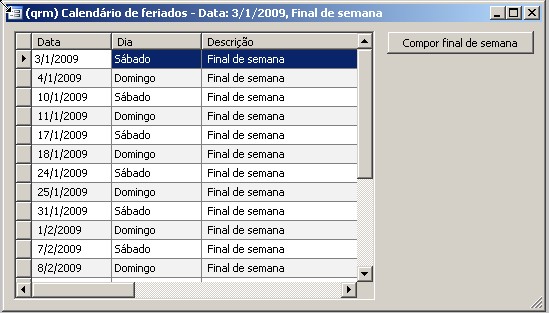 (qrm) Calendário de feriados - Data: 3/1/2009, Final de semana
Data Dia Descrição
3/1/2009 Sábado Final de semana
4/1/2009 Domingo Final de semana
10/1/2009 Sábado Final de semana
11/1/2009 Domingo Final de semana
17/1/2009 Sábado Final de semana
18/1/2009 Domingo Final de semana
24/1/2009 Sábado Final de semana
25/1/2009 Domingo Final de semana
31/1/2009 Sábado Final de semana
1/2/2009 Domingo Final de semana
7/2/2009 Sábado Final de semana
8/2/2009 Domingo Final de semana
Compor final de semana